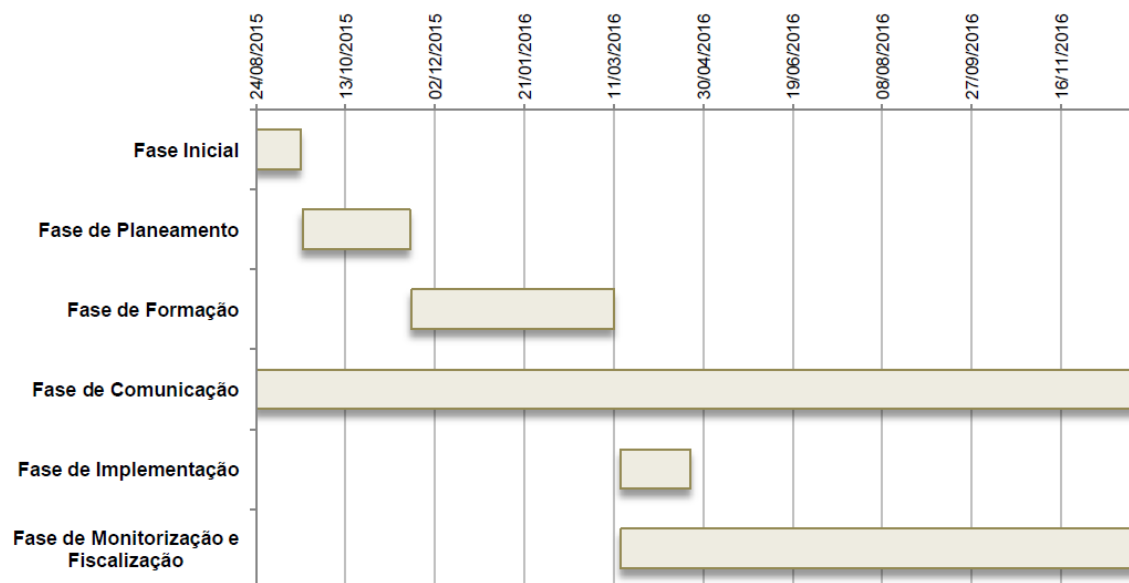 24/08/2015
13/10/2015
02/12/2015
21/01/2016
11/03/2016
30/04/2016
19/06/2016
08/08/2016
27/09/2016
16/11/2016
Fase Inicial
Fase de Planeamento
Fase de Formação
Fase de Comunicação
Fase de Implementação
Fase de Monitorização e
Fiscalização